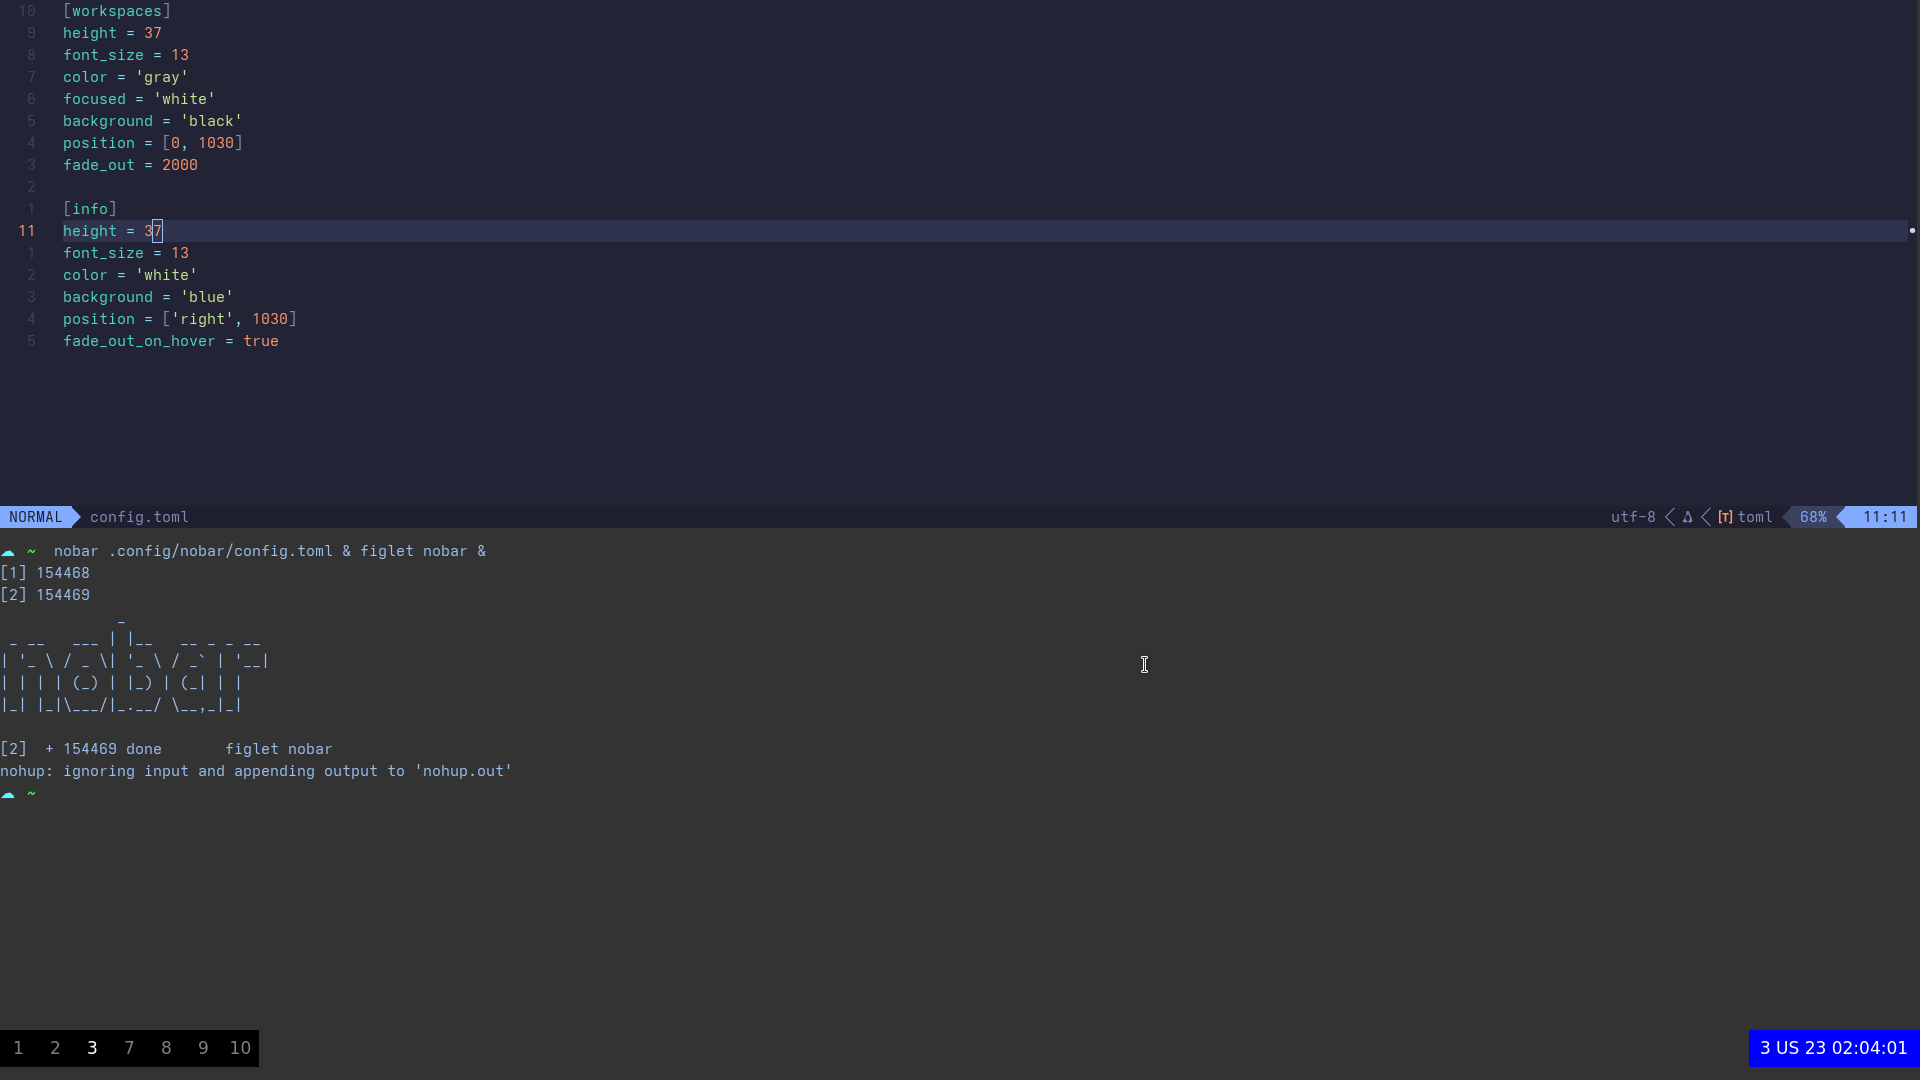 10 [workspaces]
9 height = 37
8 font_size = 13
7 color = 'gray'
6 focused = 'white'
5 background = 'black'
4 position = [0, 1030]
3 fade_out = 2000
2
1 [info]
11 height = 37
1 font_size = 13
2 color = 'white'
3 background = 'blue'
4 position = ['right', 1030]
5 fade_out_on_hover = true
NORMAL config.toml utf-8 [T] toml 68% 11:11
~ nobar .config/nobar/config.toml & figlet nobar &
[1] 154468
[2] 154469
             _
 _ __   ___ | |__   __ _ _ __
| '_ \ / _ \| '_ \ / _` | '__|
| | | | (_) | |_) | (_| | |
|_| |_|\___/|_.__/ \__,_|_|
[2]  + 154469 done       figlet nobar
nohup: ignoring input and appending output to 'nohup.out'
~
1 2 3 7 8 9 10
3 US 23 02:04:01